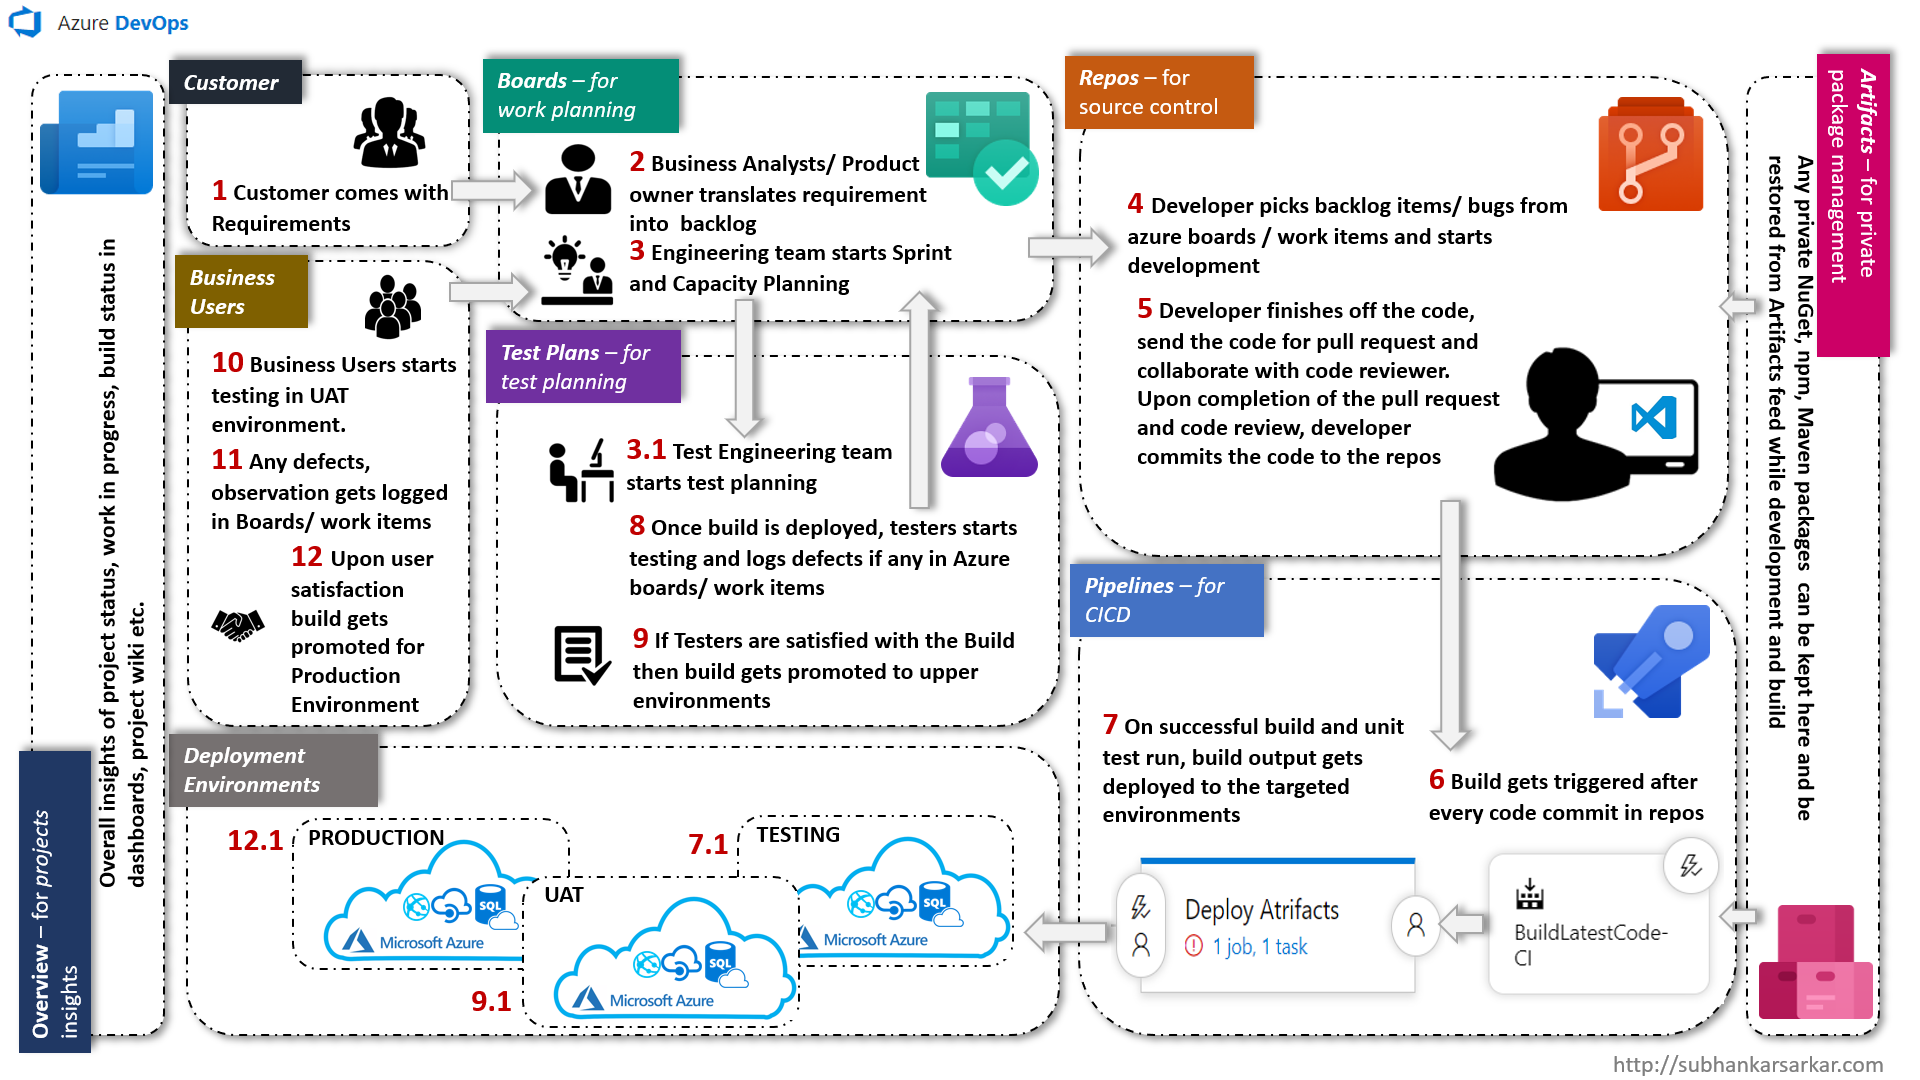 Azure DevOps
Overview – for projects
insights
Overall insights of project status, work in progress, build status in
dashboards, project wiki etc.
Customer
1 Customer comes with
Requirements
Business
Users
10 Business Users starts
testing in UAT
environment.
11 Any defects,
observation gets logged
in Boards/ work items
12 Upon user
satisfaction
build gets
promoted for
Production
Environment
Boards – for
work planning
2 Business Analysts/ Product
owner translates requirement
into backlog
3 Engineering team starts Sprint
and Capacity Planning
Test Plans – for
test planning
3.1 Test Engineering team
starts test planning
8 Once build is deployed, testers starts
testing and logs defects if any in Azure
boards/ work items
9 If Testers are satisfied with the Build
then build gets promoted to upper
environments
Repos – for
source control
4 Developer picks backlog items/ bugs from
azure boards / work items and starts
development
5 Developer finishes off the code,
send the code for pull request and
collaborate with code reviewer.
Upon completion of the pull request
and code review, developer
commits the code to the repos
Pipelines – for
CICD
7 On successful build and unit
test run, build output gets
deployed to the targeted
environments
6 Build gets triggered after
every code commit in repos
Deploy Atrifacts
1 job, 1 task
BuildLatestCode-
CI
Deployment
Environments
12.1
PRODUCTION
SQL
Microsoft Azure
9.1
UAT
SQL
Microsoft Azure
7.1
TESTING
SQL
Microsoft Azure
Artifacts – for private
package management
Any private NuGet, npm, Maven packages can be kept here and be
restored from Artifacts feed while development and build
http://subhankarsarkar.com